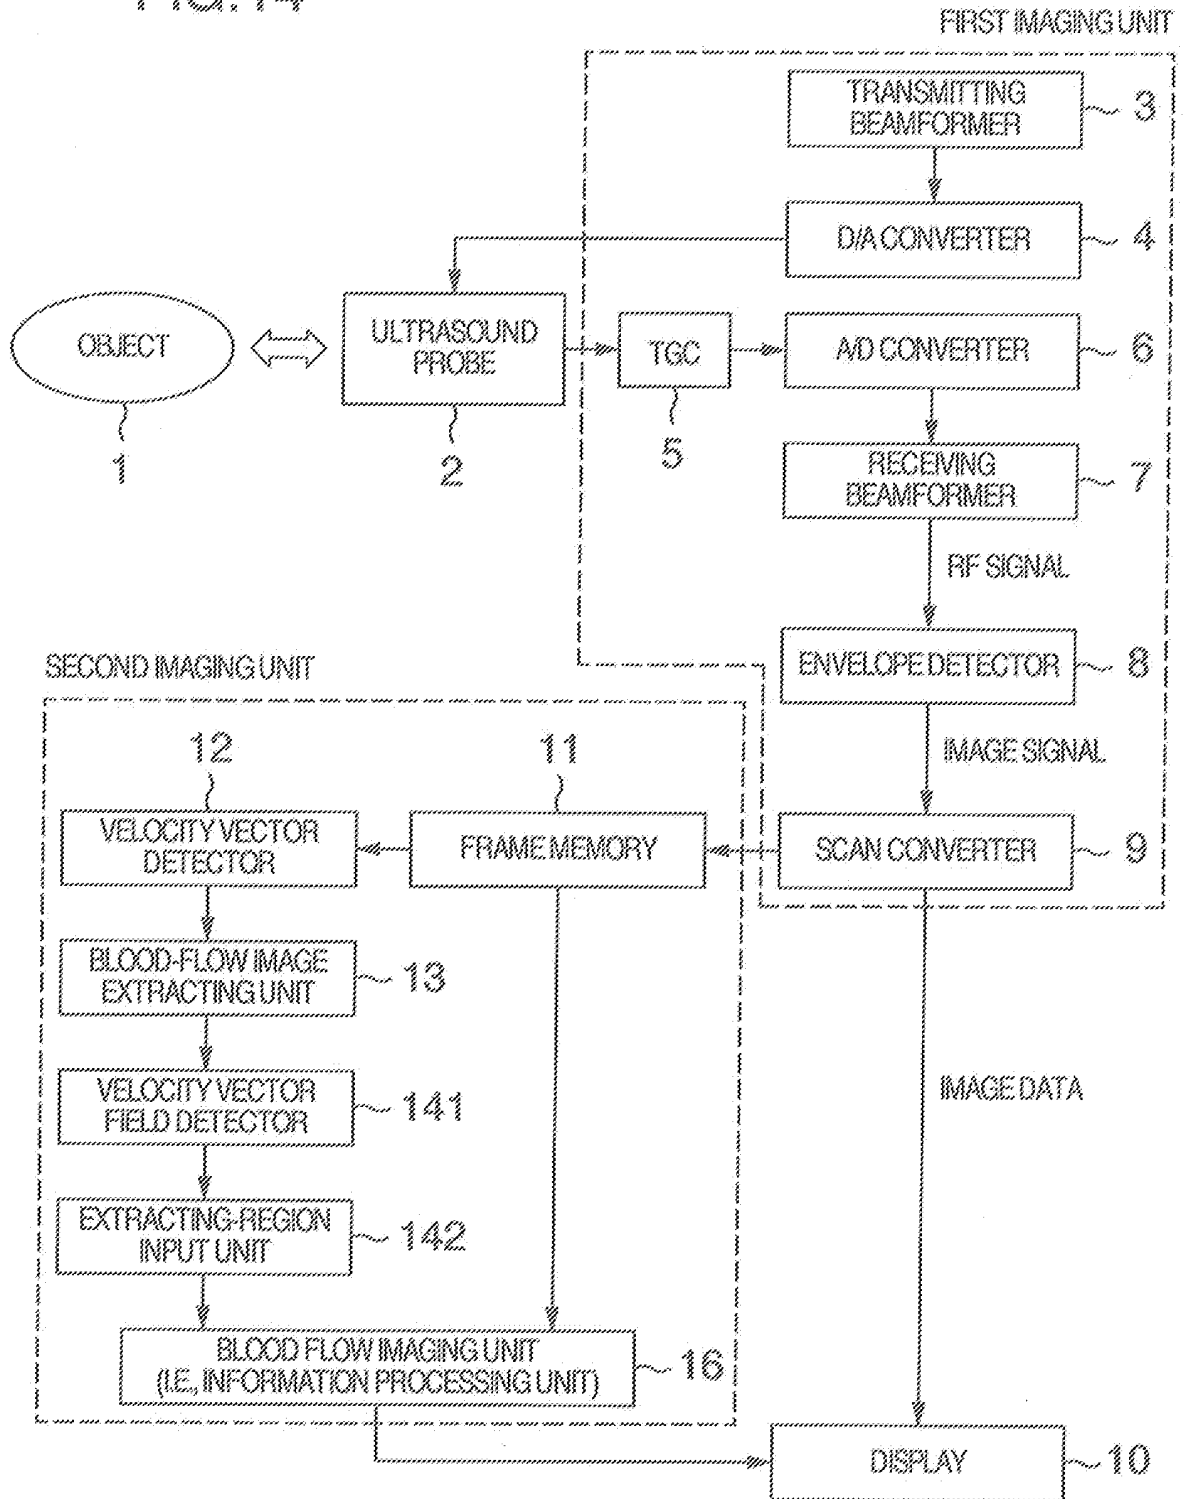 FIG.14
FIRST IMAGING UNIT
TRANSMITTING
BEAMFORMER
3
D/A CONVERTER
4
OBJECT
1
ULTRASOUND
PROBE
2
TGC
5
A/D CONVERTER
6
RECEIVING
BEAMFORMER
7
RF SIGNAL
ENVELOPE DETECTOR
8
IMAGE SIGNAL
SCAN CONVERTER
9
SECOND IMAGING UNIT
12
11
VELOCITY VECTOR
DETECTOR
FRAME MEMORY
BLOOD-FLOW IMAGE
EXTRACTING UNIT
13
VELOCITY VECTOR
FIELD DETECTOR
141
IMAGE DATA
EXTRACTING-REGION
INPUT UNIT
142
BLOOD FLOW IMAGING UNIT
(I.E., INFORMATION PROCESSING UNIT)
16
DISPLAY
10